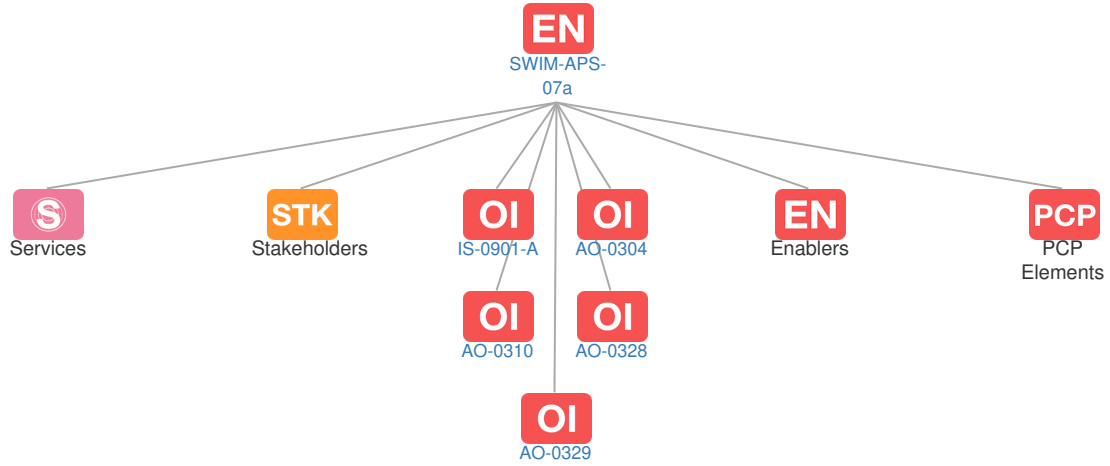 EN
SWIM-APS-
07a
S
Services
STK
Stakeholders
OI
IS-0901-A
OI
AO-0304
EN
Enablers
PCP
PCP
Elements
OI
AO-0310
OI
AO-0328
OI
AO-0329